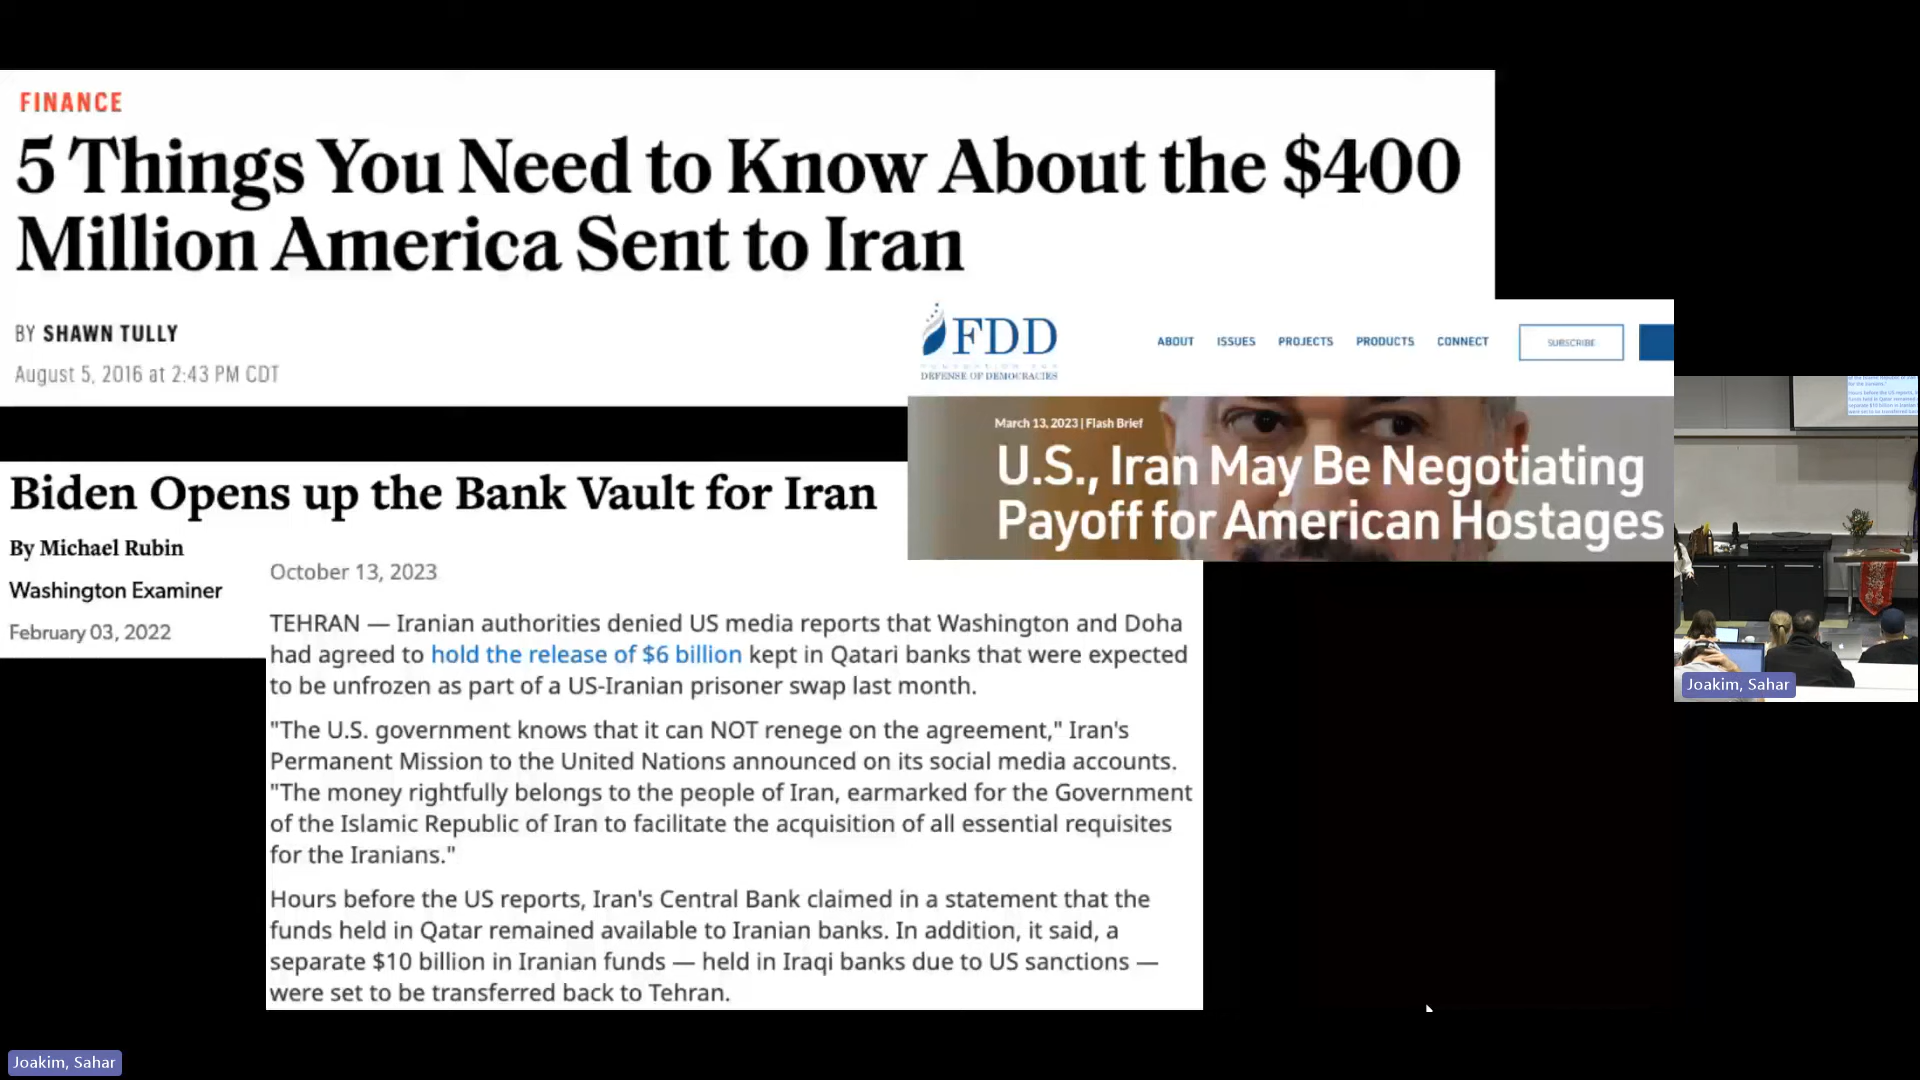 FINANCE
5 Things You Need to Know About the $400
Million America Sent to Iran
BY SHAWN TULLY
August 5, 2016 at 2:43 PM CDT
FDD
DEFENSE OF DEMOCRACIES
ABOUT ISSUES PROJECTS PRODUCTS CONNECT SUBSCRIBE
March 13, 2023 | Flash Brief
U.S., Iran May Be Negotiating
Payoff for American Hostages
Biden Opens up the Bank Vault for Iran
By Michael Rubin
Washington Examiner
February 03, 2022
October 13, 2023
TEHRAN — Iranian authorities denied US media reports that Washington and Doha
had agreed to hold the release of $6 billion kept in Qatari banks that were expected
to be unfrozen as part of a US-Iranian prisoner swap last month.
"The U.S. government knows that it can NOT renege on the agreement," Iran's
Permanent Mission to the United Nations announced on its social media accounts.
"The money rightfully belongs to the people of Iran, earmarked for the Government
of the Islamic Republic of Iran to facilitate the acquisition of all essential requisites
for the Iranians."
Hours before the US reports, Iran's Central Bank claimed in a statement that the
funds held in Qatar remained available to Iranian banks. In addition, it said, a
separate $10 billion in Iranian funds — held in Iraqi banks due to US sanctions —
were set to be transferred back to Tehran.
Joakim, Sahar
Joakim, Sahar